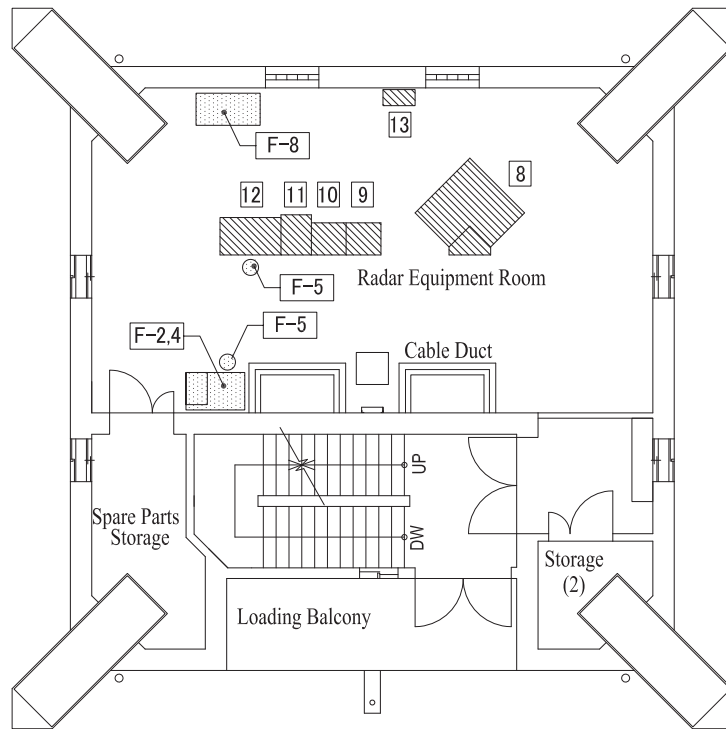 13
F-8
8
12
11
10
9
F-5
Radar Equipment Room
F-2,4
F-5
Cable Duct
UP
DW
Spare Parts
Storage
Storage
(2)
Loading Balcony